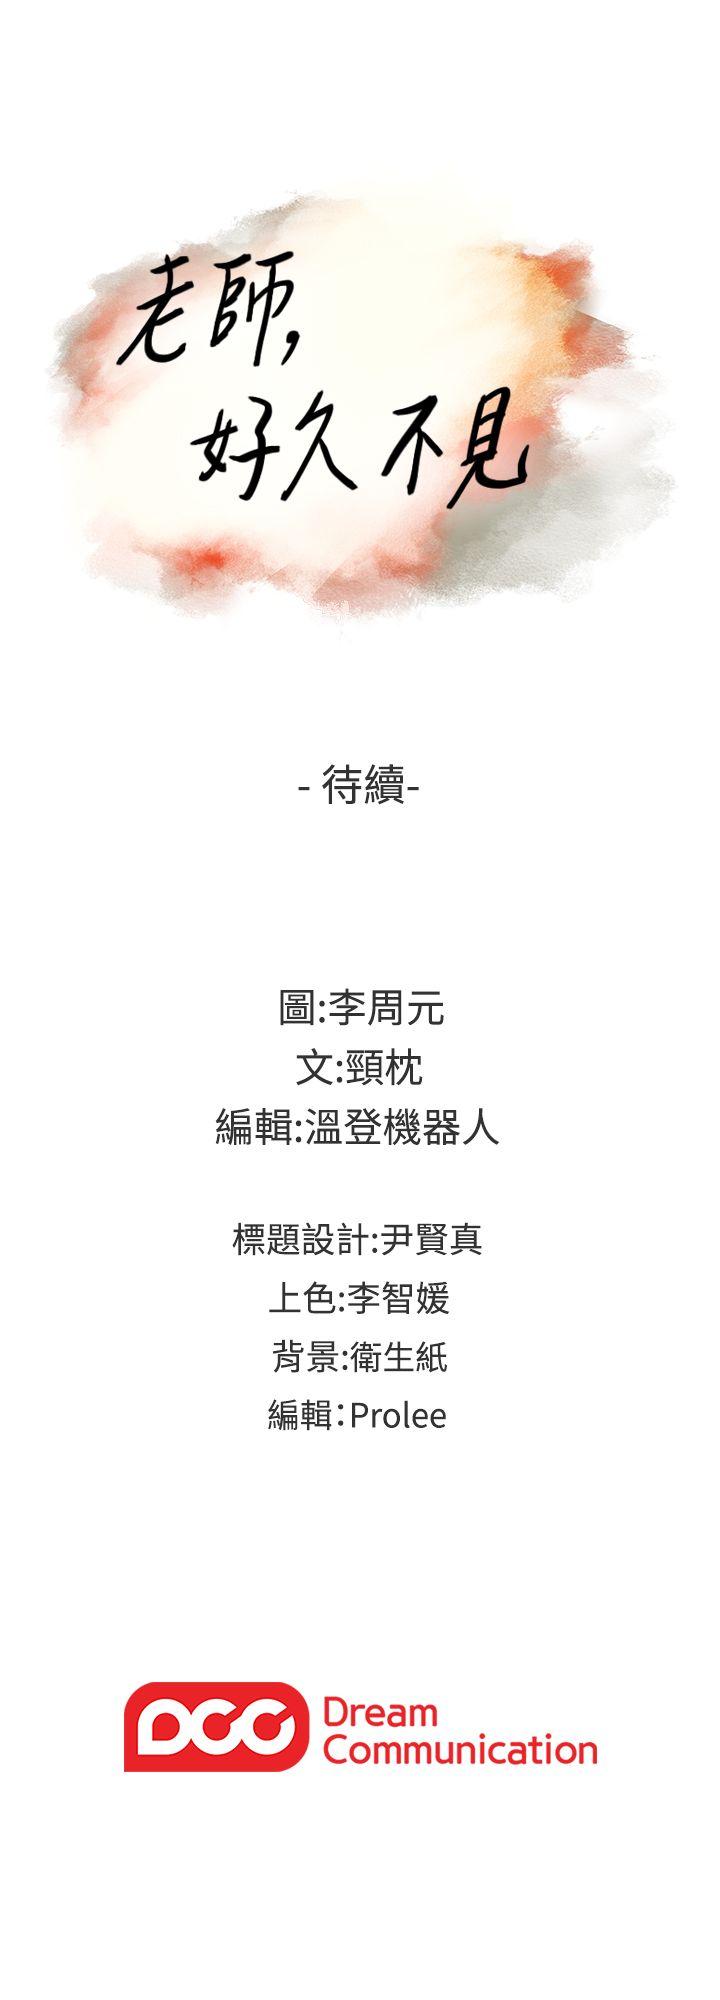 老師,
好久不見
- 待續-
圖:李周元
文:頸枕
編輯:溫登機器人
標題設計:尹賢真
上色:李智媛
背景:衛生紙
編輯:Prolee
DCC Dream
Communication